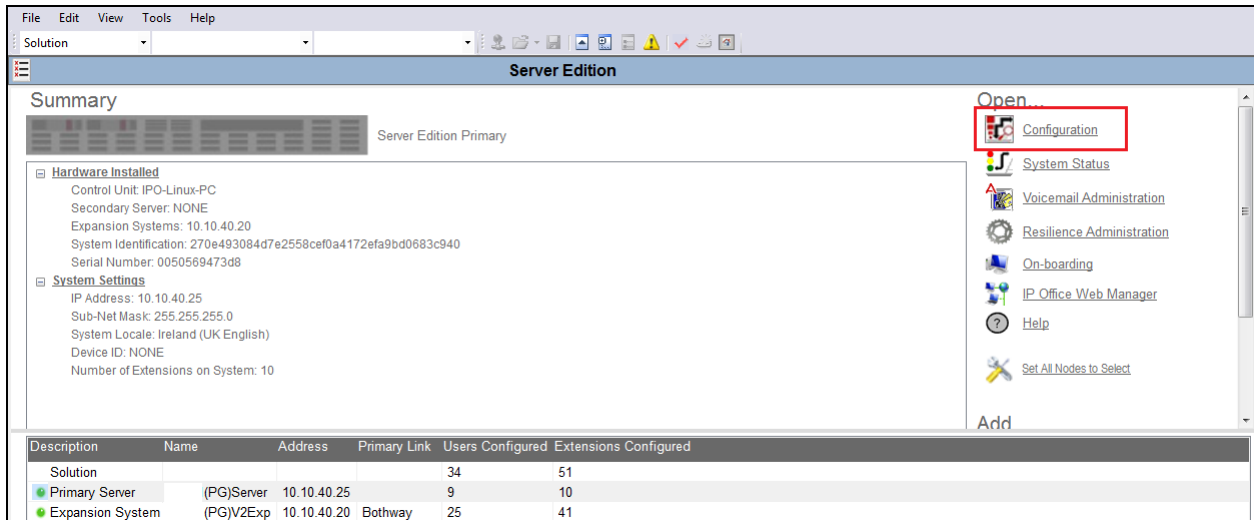 File Edit View Tools Help
Solution
Server Edition
Summary
Server Edition Primary
Hardware Installed
Control Unit: IPO-Linux-PC
Secondary Server: NONE
Expansion Systems: 10.10.40.20
System Identification: 270e493084d7e2558cef0a4172efa9bd0683c940
Serial Number: 0050569473d8
System Settings
IP Address: 10.10.40.25
Sub-Net Mask: 255.255.255.0
System Locale: Ireland (UK English)
Device ID: NONE
Number of Extensions on System: 10
Open...
Configuration
System Status
Voicemail Administration
Resilience Administration
On-boarding
IP Office Web Manager
Help
Set All Nodes to Select
Add
Description Name Address Primary Link Users Configured Extensions Configured
Solution 34 51
Primary Server (PG)Server 10.10.40.25 9 10
Expansion System (PG)V2Exp 10.10.40.20 Bothway 25 41